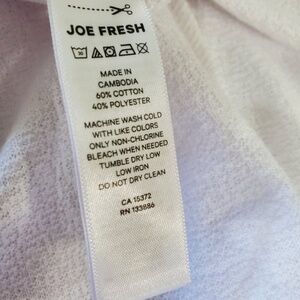 JOE FRESH
30
MADE IN
CAMBODIA
60% COTTON
40% POLYESTER
MACHINE WASH COLD
WITH LIKE COLORS
ONLY NON-CHLORINE
BLEACH WHEN NEEDED
TUMBLE DRY LOW
LOW IRON
DO NOT DRY CLEAN
CA 15372
RN 133886